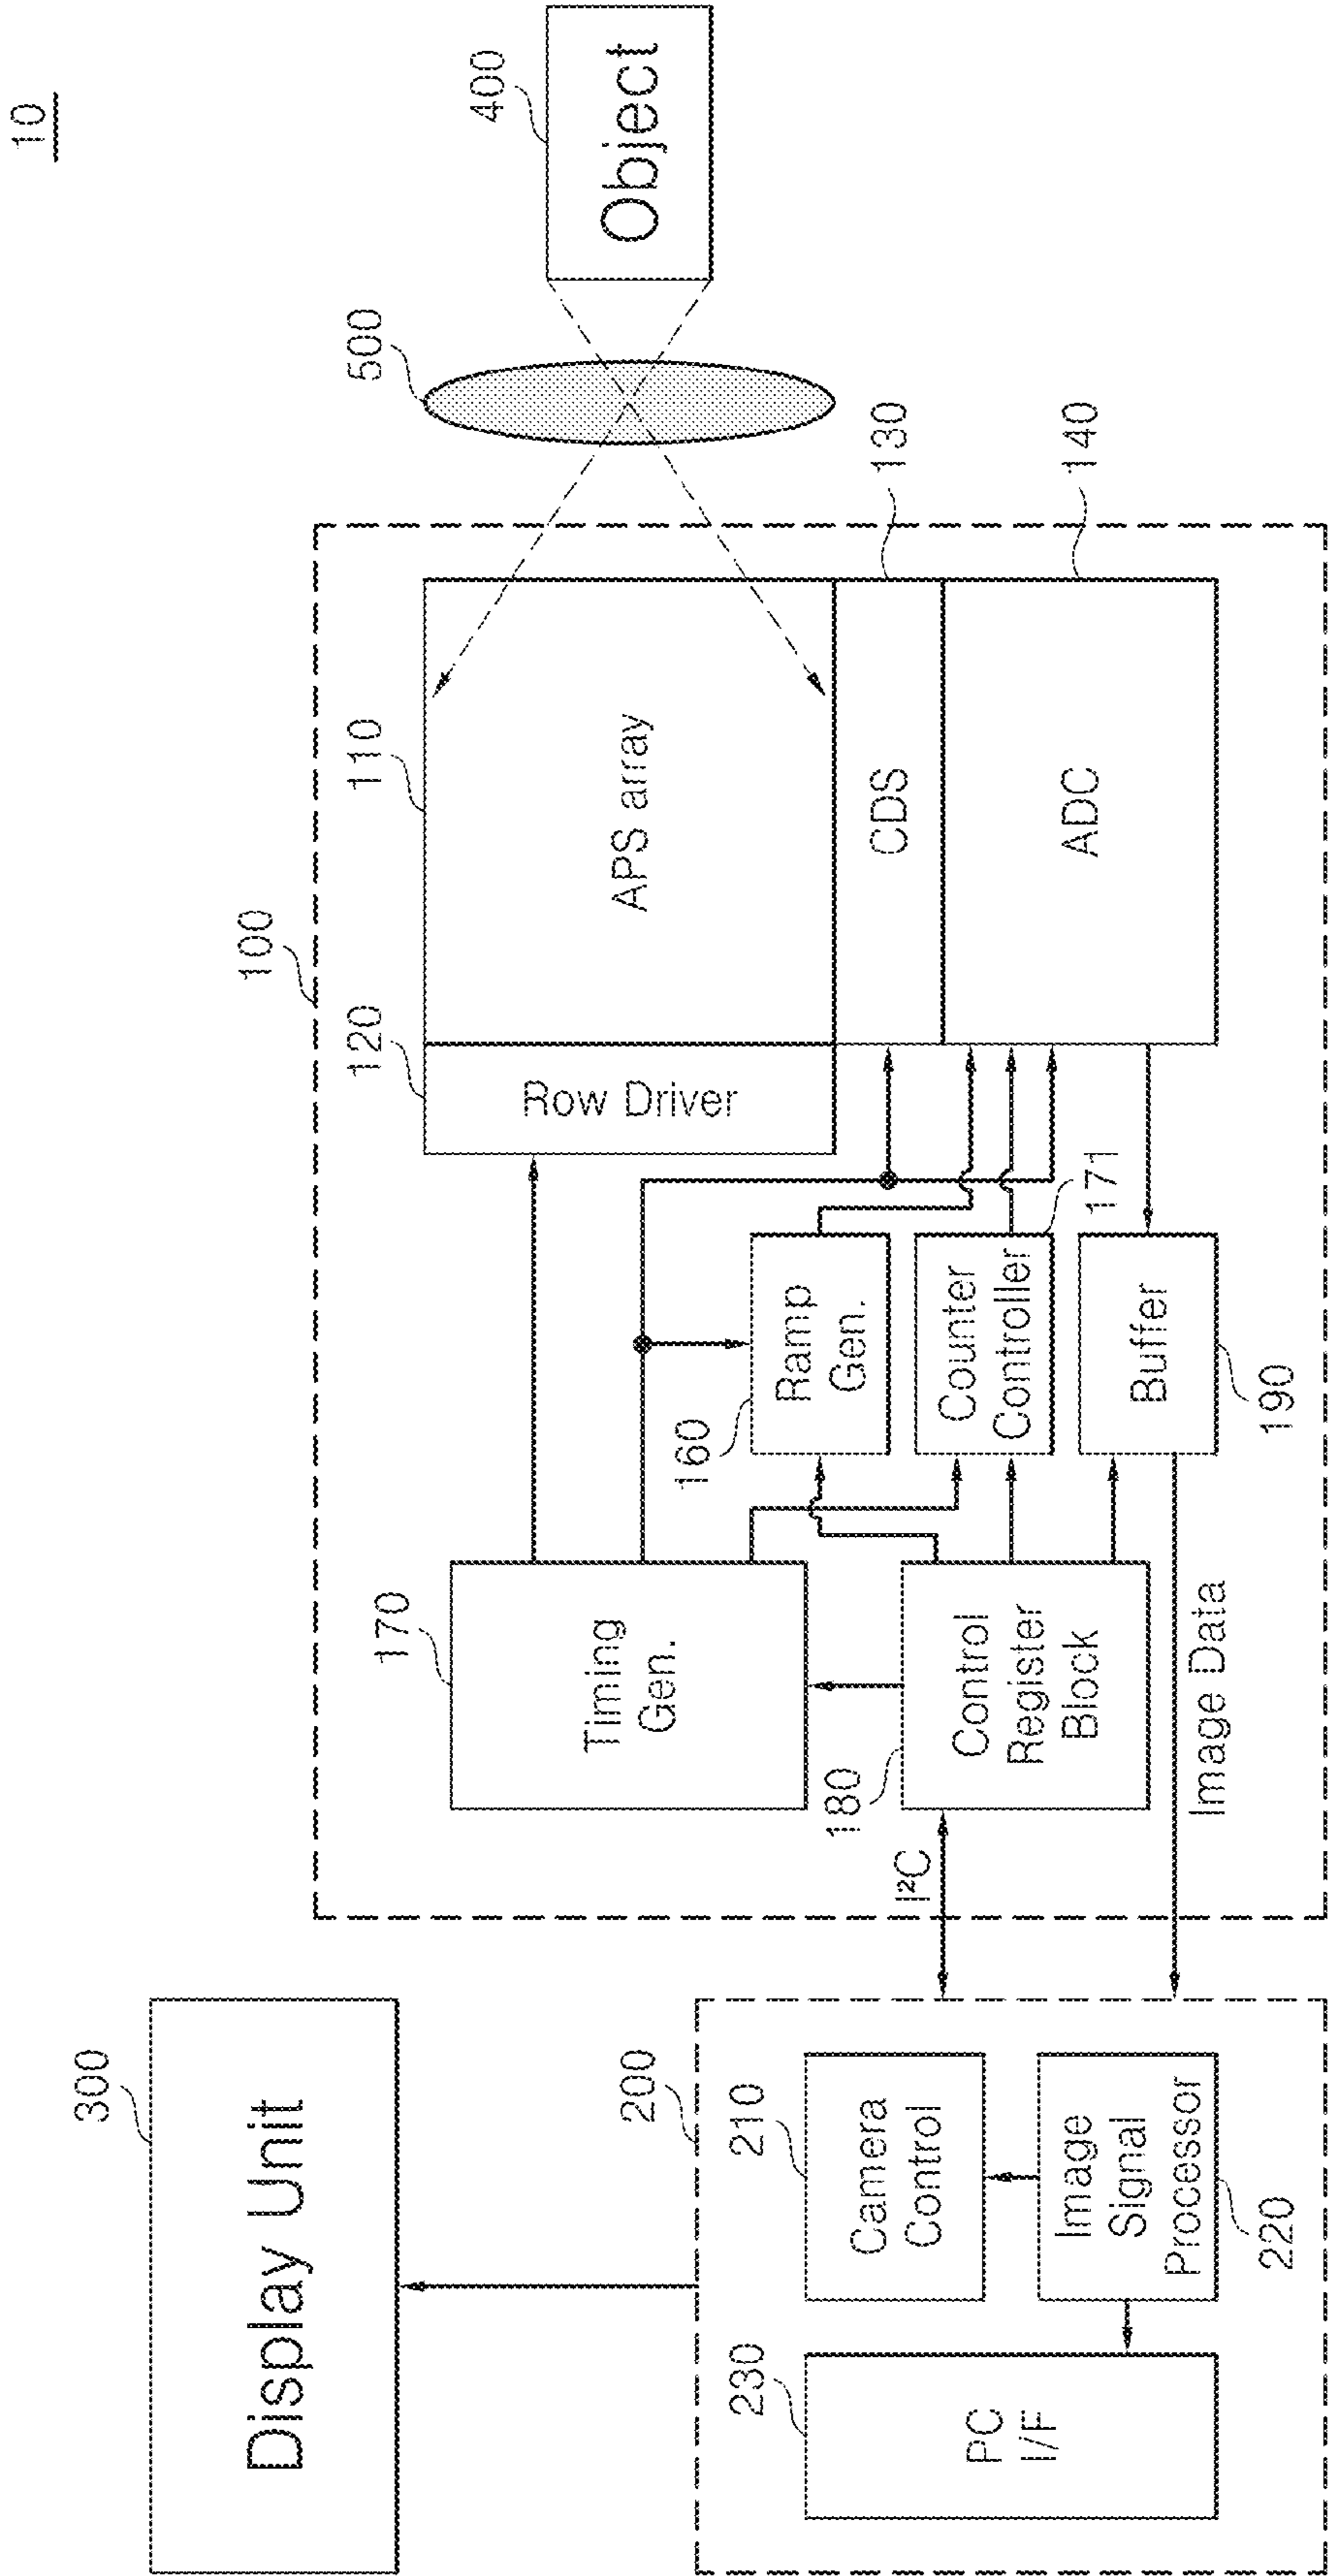 10
300
Display Unit
200
210
Camera
Control
230
PC
I/F
Image
Signal
Processor
220
100
170
Timing
Gen.
180
Control
Register
Block
I²C
Image Data
160
Ramp
Gen.
Counter
Controller
171
Buffer
190
120
Row Driver
110
APS array
CDS
130
ADC
140
500
400
Object